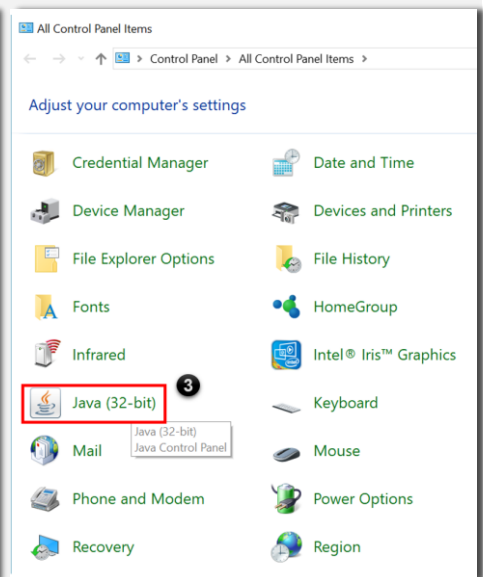 All Control Panel Items
Control Panel > All Control Panel Items >
Adjust your computer's settings
Credential Manager
Date and Time
Device Manager
Devices and Printers
File Explorer Options
File History
Fonts
HomeGroup
Infrared
Intel® Iris™ Graphics
3
Java (32-bit)
Keyboard
Java (32-bit)
Java Control Panel
Mail
Mouse
Phone and Modem
Power Options
Recovery
Region